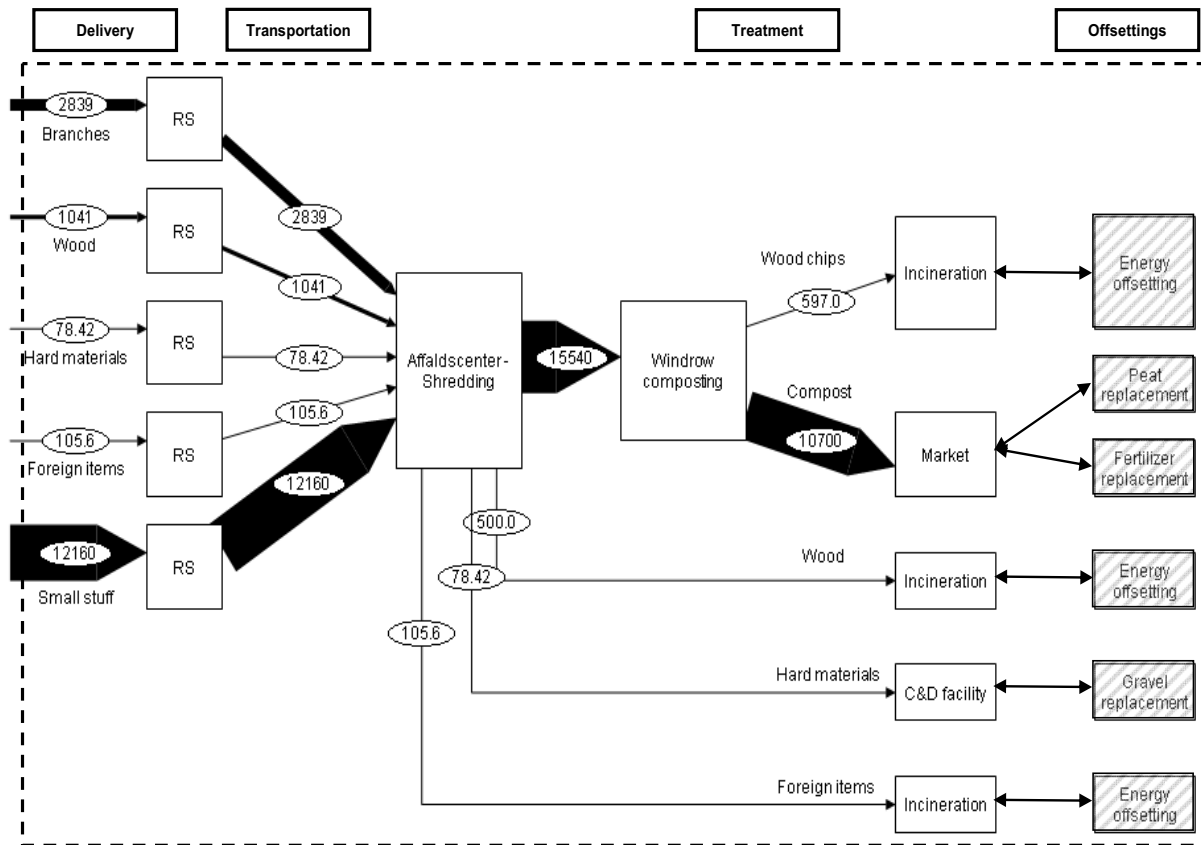 Delivery
Transportation
Treatment
Offsettings
2839
Branches
RS
1041
Wood
RS
78.42
Hard materials
RS
105.6
Foreign items
RS
12160
Small stuff
RS
2839
1041
78.42
105.6
12160
Affaldscenter-
Shredding
15540
Windrow
composting
Wood chips
597.0
Incineration
Energy
offsetting
Compost
10700
Market
Peat
replacement
Fertilizer
replacement
500.0
Wood
Incineration
Energy
offsetting
78.42
Hard materials
C&D facility
Gravel
replacement
105.6
Foreign items
Incineration
Energy
offsetting